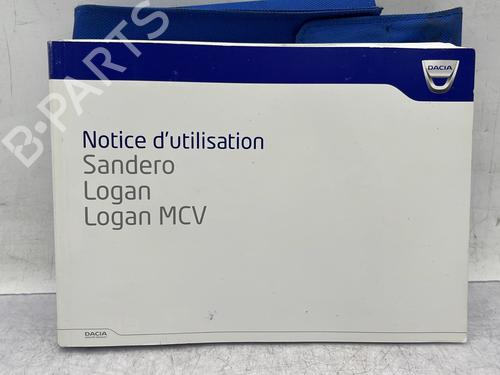 B-PARTS
DACIA
Notice d'utilisation
Sandero
Logan
Logan MCV
DACIA